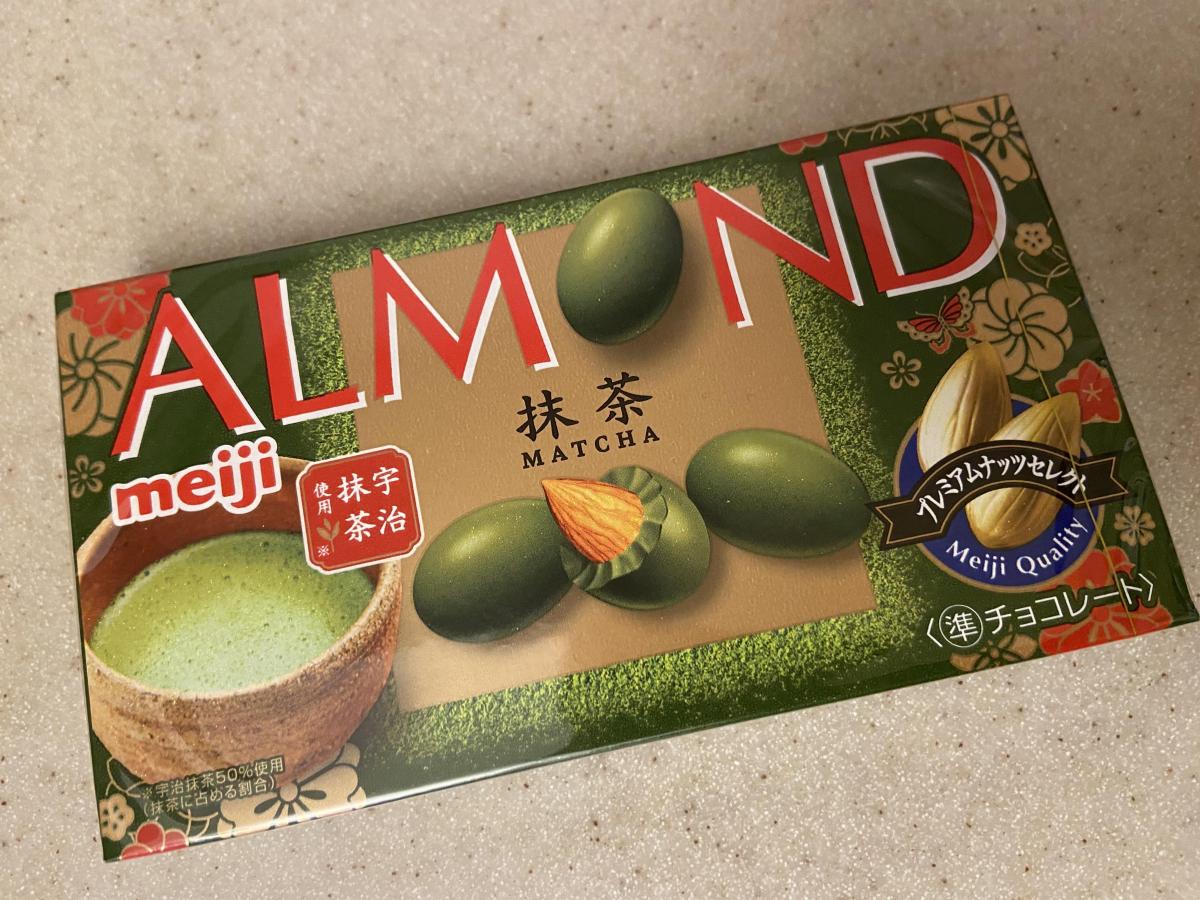 ALMOND
抹茶
MATCHA
meiji
宇治
抹茶
使用
※
プレミアムナッツセレクト
Meiji Quality
〈準チョコレート〉
※宇治抹茶50%使用
(抹茶に占める割合)